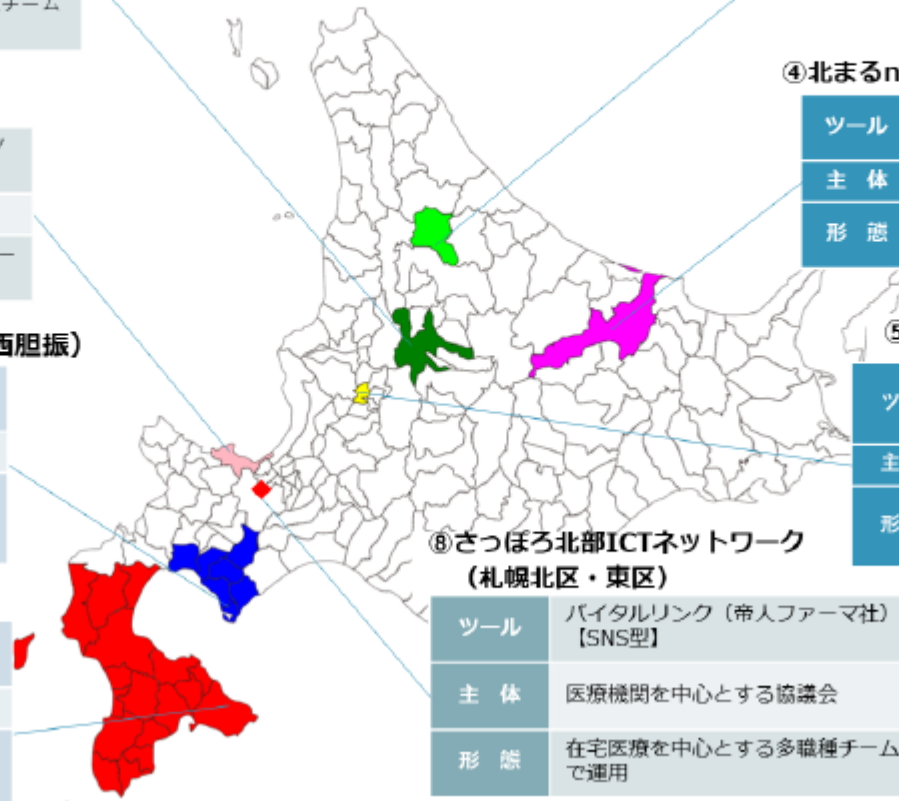 チーム
④北まるn
ツール
主 体
形 態
ー
西胆振）
⑤
ツ
主
形
⑧さっぽろ北部ICTネットワーク
（札幌北区・東区）
ツール
バイタルリンク（帝人ファーマ社）
【SNS型】
主 体
医療機関を中心とする協議会
形 態
在宅医療を中心とする多職種チーム
で運用